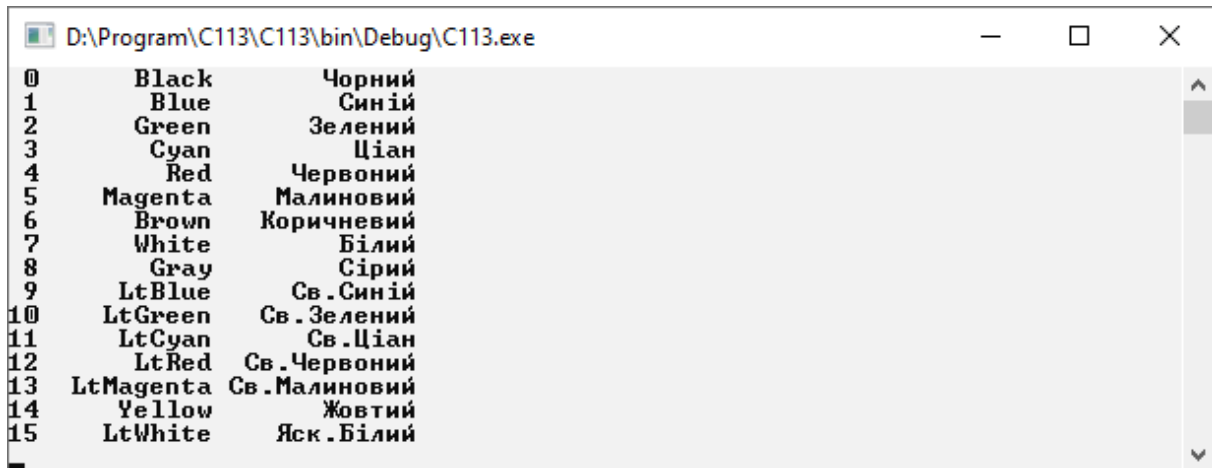 D:\Program\C113\C113\bin\Debug\C113.exe
0 Black Чорний
1 Blue Синій
2 Green Зелений
3 Cyan Ціан
4 Red Червоний
5 Magenta Малиновий
6 Brown Коричневий
7 White Білий
8 Gray Сірий
9 LtBlue Св.Синій
10 LtGreen Св.Зелений
11 LtCyan Св.Ціан
12 LtRed Св.Червоний
13 LtMagenta Св.Малиновий
14 Yellow Жовтий
15 LtWhite Яск.Білий